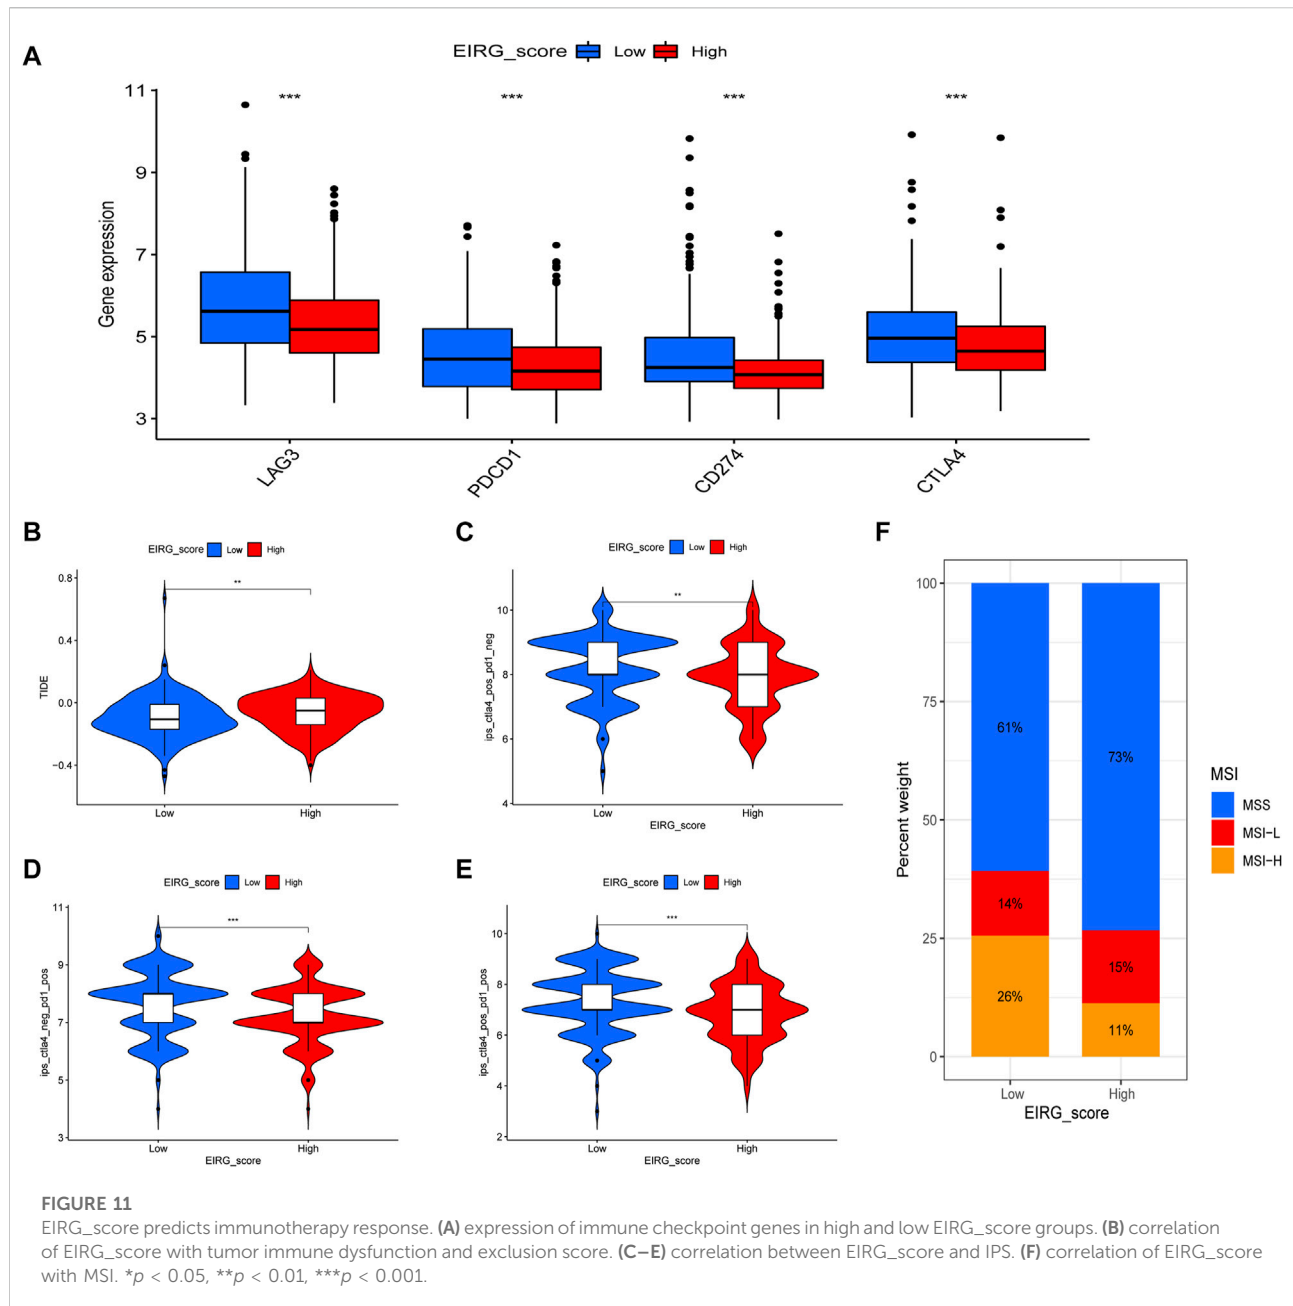 A
EIRG_score Low High
11
9
7
5
3
Gene expression
*** *** *** ***
LAG3 PDCD1 CD274 CTLA4
B
EIRG_score Low High
0.8
0.4
0.0
−0.4
TIDE
**
Low High
C
EIRG_score Low High
10
8
6
4
ips_ctla4_pos_pd1_neg
**
Low High
EIRG_score
D
EIRG_score Low High
11
9
7
5
3
ips_ctla4_neg_pd1_pos
***
Low High
EIRG_score
E
EIRG_score Low High
10
8
6
4
2
ips_ctla4_pos_pd1_pos
***
Low High
EIRG_score
F
100
75
50
25
0
Percent weight
61%
14%
26%
73%
15%
11%
Low High
EIRG_score
MSI
MSS
MSI−L
MSI−H
FIGURE 11
EIRG_score predicts immunotherapy response. (A) expression of immune checkpoint genes in high and low EIRG_score groups. (B) correlation
of EIRG_score with tumor immune dysfunction and exclusion score. (C–E) correlation between EIRG_score and IPS. (F) correlation of EIRG_score
with MSI. *p < 0.05, **p < 0.01, ***p < 0.001.